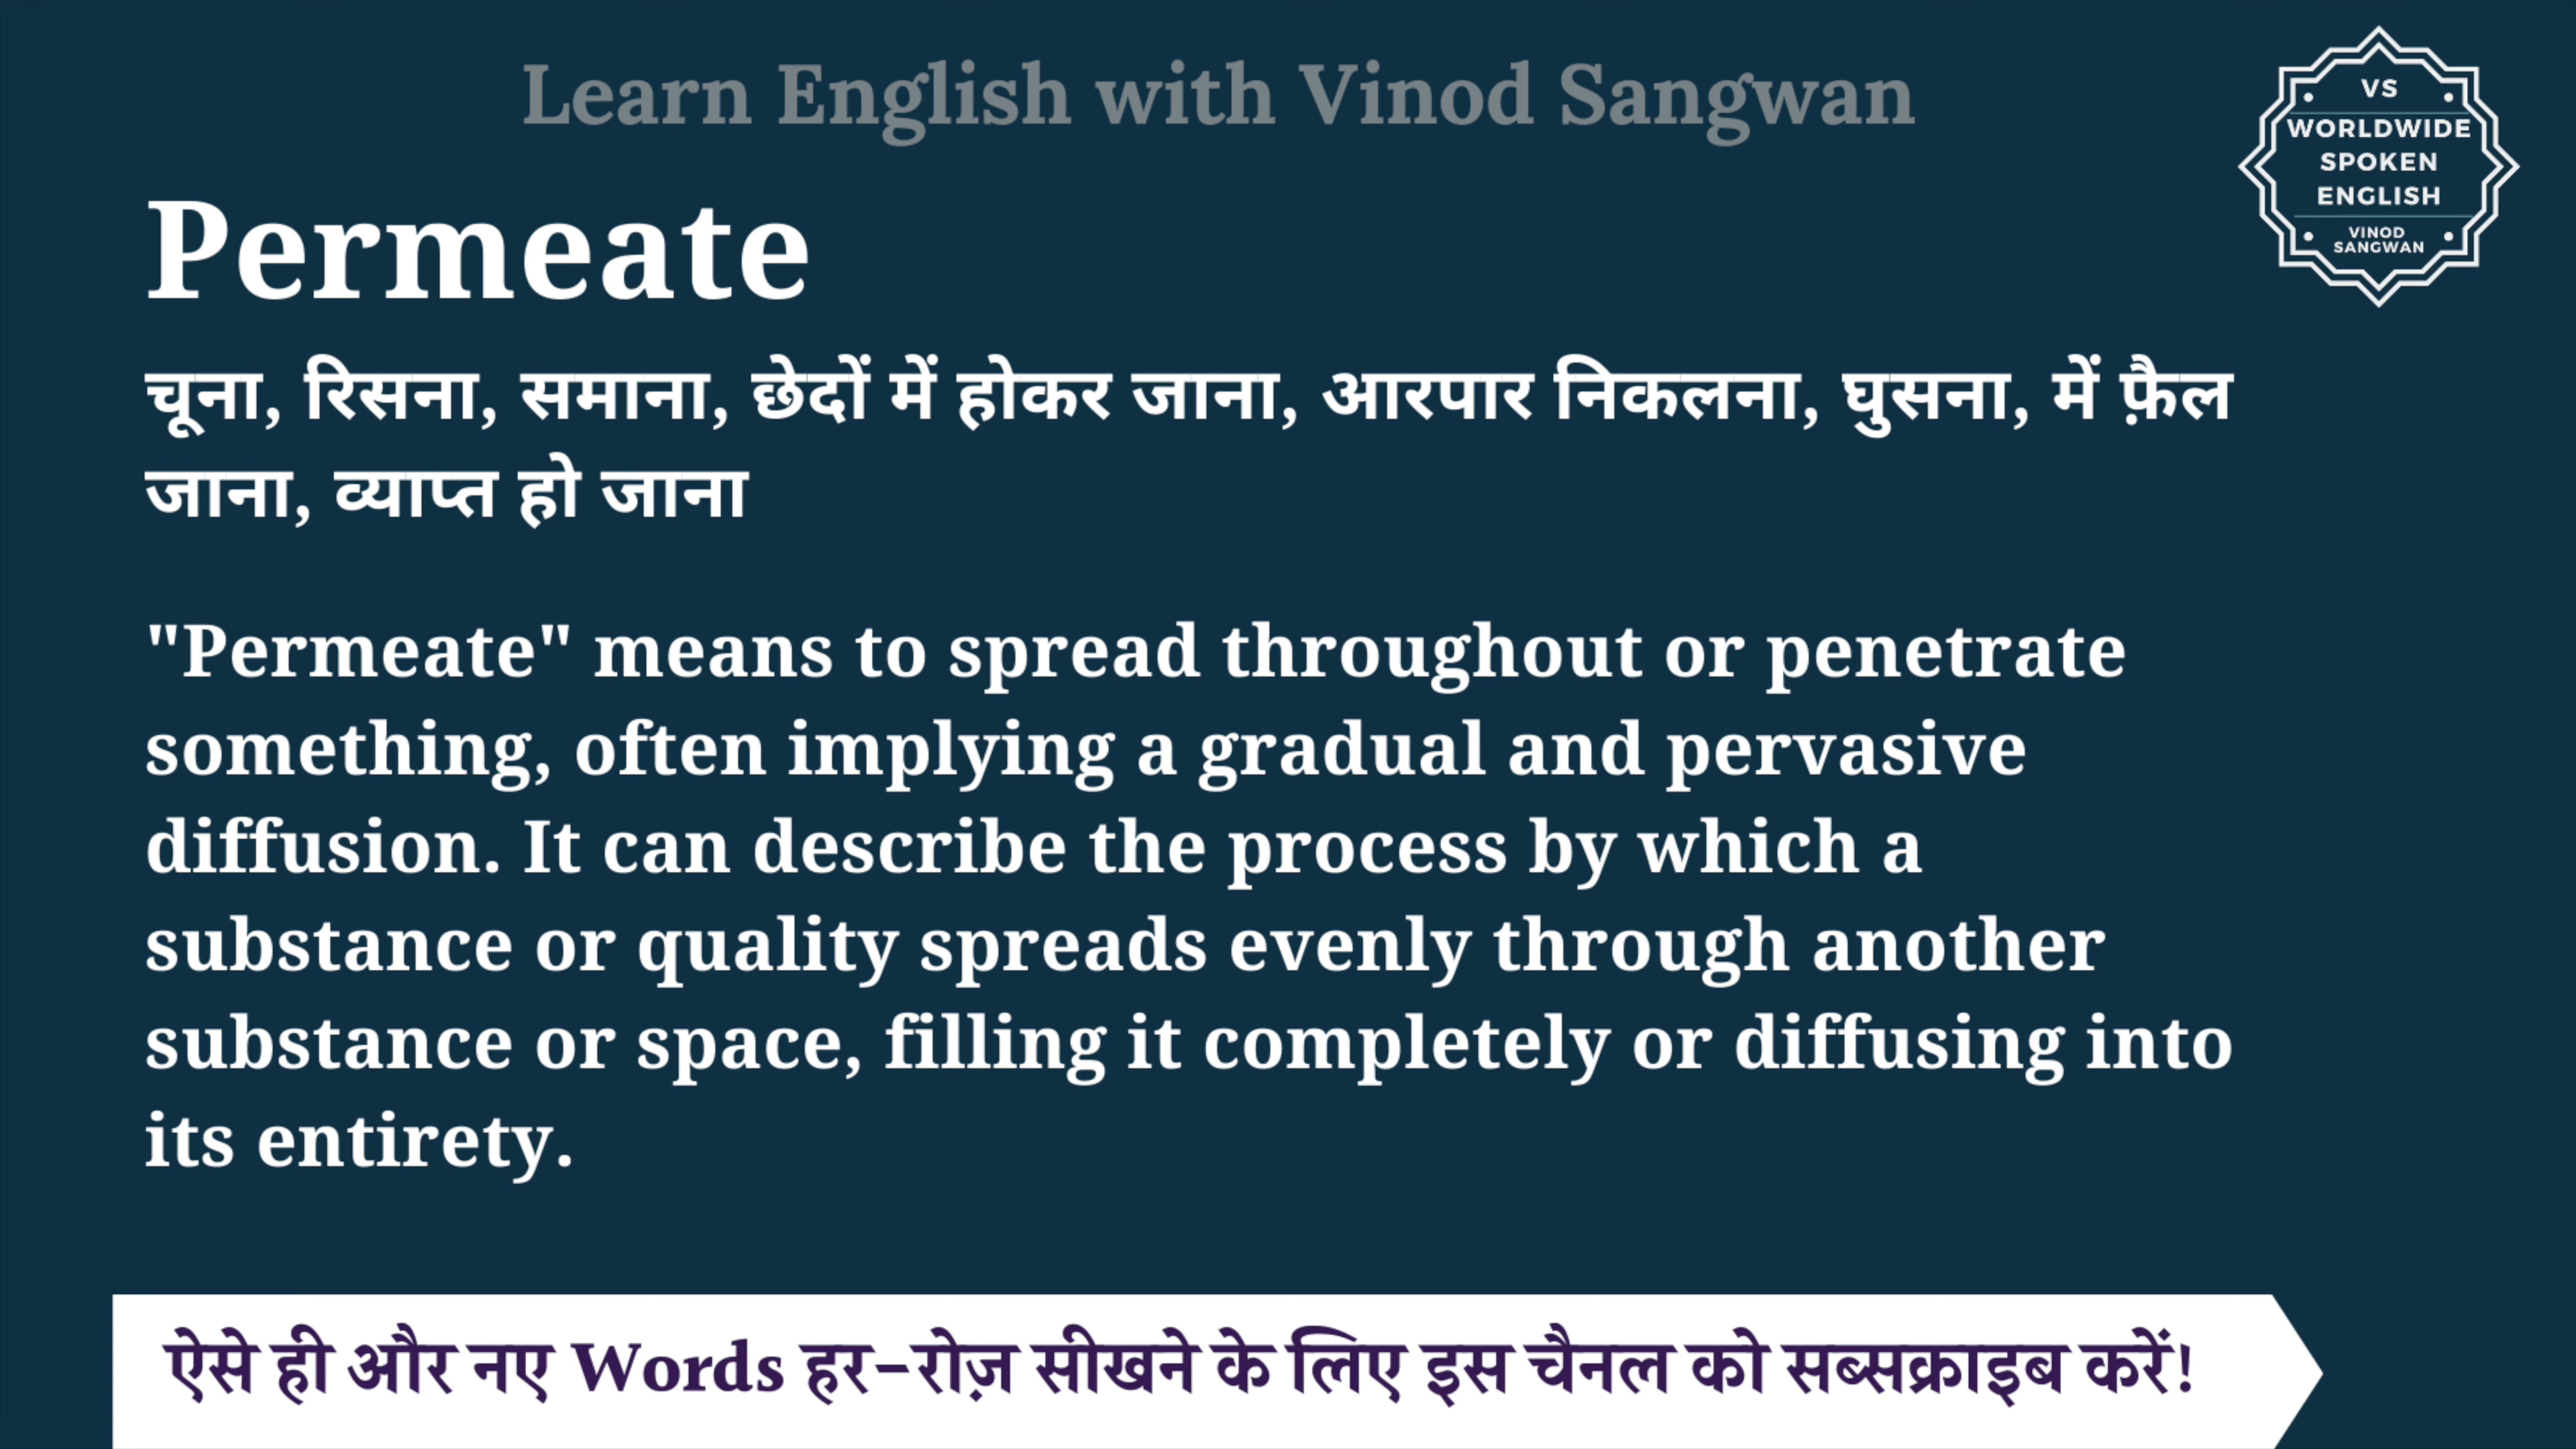 Learn English with Vinod Sangwan
VS
WORLDWIDE
SPOKEN
ENGLISH
VINOD
SANGWAN
Permeate
चूना, रिसना, समाना, छेदों में होकर जाना, आरपार निकलना, घुसना, में फ़ैल
जाना, व्याप्त हो जाना
"Permeate" means to spread throughout or penetrate
something, often implying a gradual and pervasive
diffusion. It can describe the process by which a
substance or quality spreads evenly through another
substance or space, filling it completely or diffusing into
its entirety.
ऐसे ही और नए Words हर-रोज़ सीखने के लिए इस चैनल को सब्सक्राइब करें!